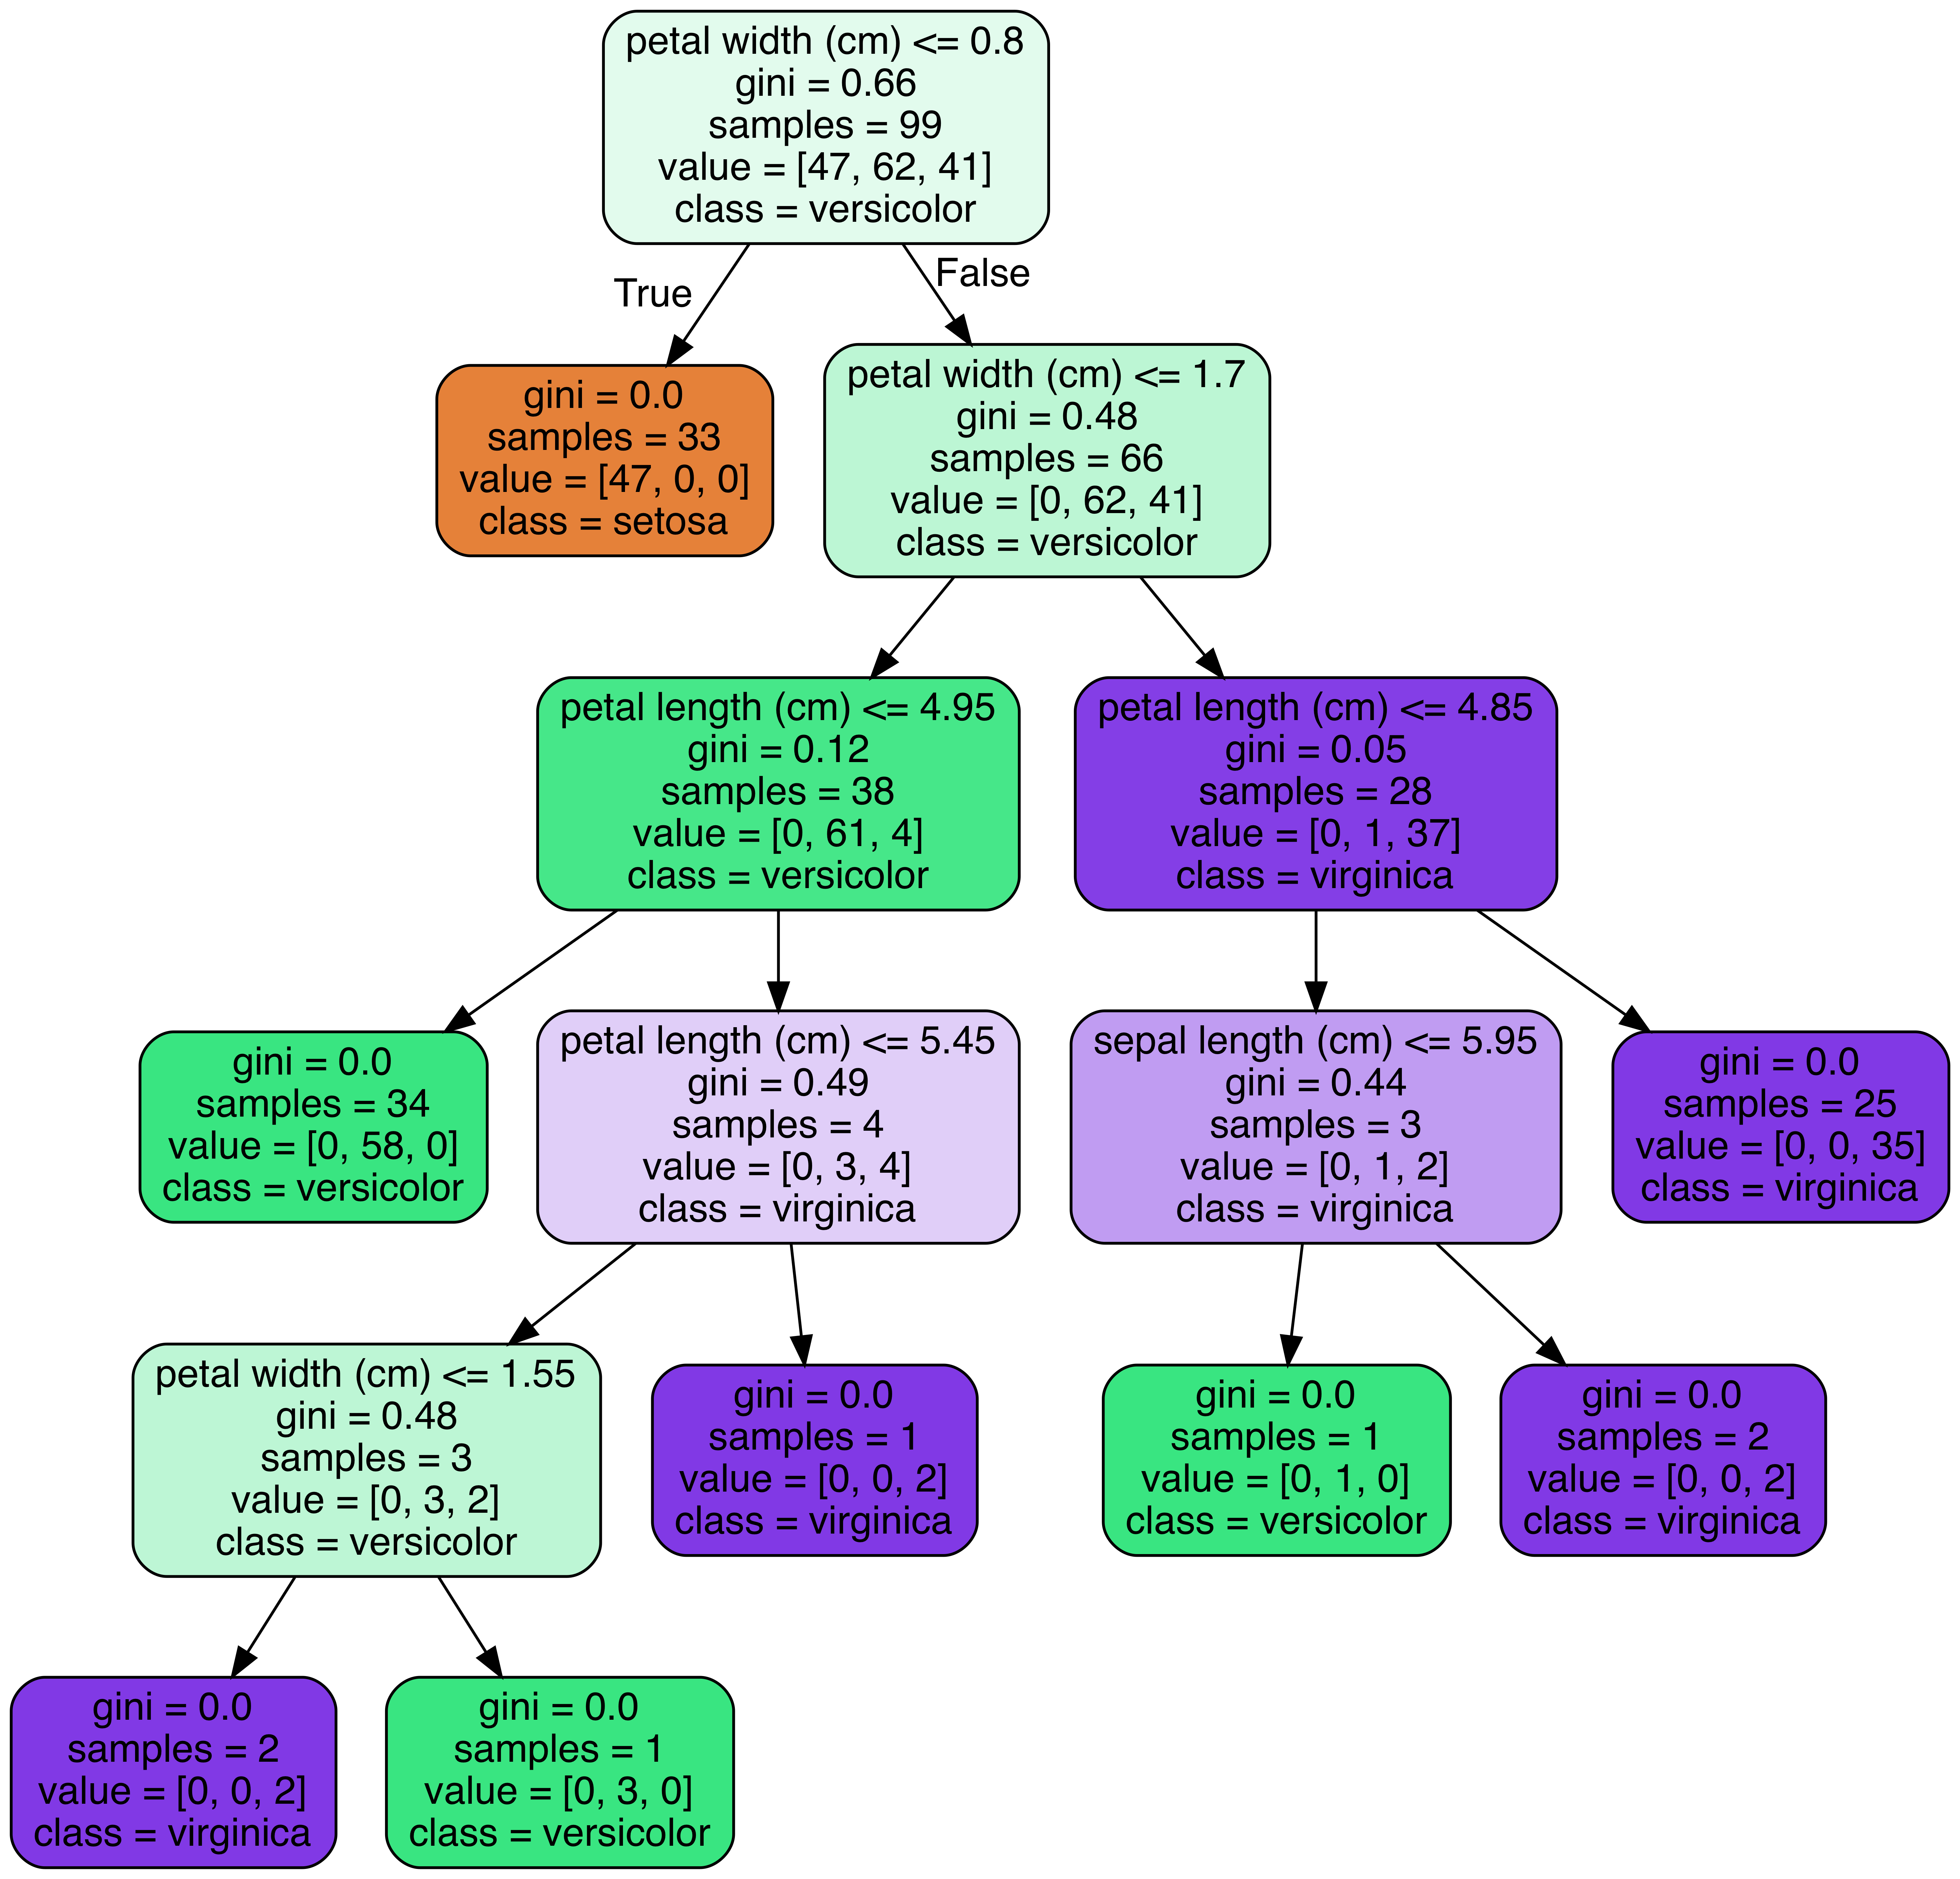 petal width (cm) <= 0.8
gini = 0.66
samples = 99
value = [47, 62, 41]
class = versicolor
True
False
gini = 0.0
samples = 33
value = [47, 0, 0]
class = setosa
petal width (cm) <= 1.7
gini = 0.48
samples = 66
value = [0, 62, 41]
class = versicolor
petal length (cm) <= 4.95
gini = 0.12
samples = 38
value = [0, 61, 4]
class = versicolor
petal length (cm) <= 4.85
gini = 0.05
samples = 28
value = [0, 1, 37]
class = virginica
gini = 0.0
samples = 34
value = [0, 58, 0]
class = versicolor
petal length (cm) <= 5.45
gini = 0.49
samples = 4
value = [0, 3, 4]
class = virginica
sepal length (cm) <= 5.95
gini = 0.44
samples = 3
value = [0, 1, 2]
class = virginica
gini = 0.0
samples = 25
value = [0, 0, 35]
class = virginica
petal width (cm) <= 1.55
gini = 0.48
samples = 3
value = [0, 3, 2]
class = versicolor
gini = 0.0
samples = 1
value = [0, 0, 2]
class = virginica
gini = 0.0
samples = 1
value = [0, 1, 0]
class = versicolor
gini = 0.0
samples = 2
value = [0, 0, 2]
class = virginica
gini = 0.0
samples = 2
value = [0, 0, 2]
class = virginica
gini = 0.0
samples = 1
value = [0, 3, 0]
class = versicolor